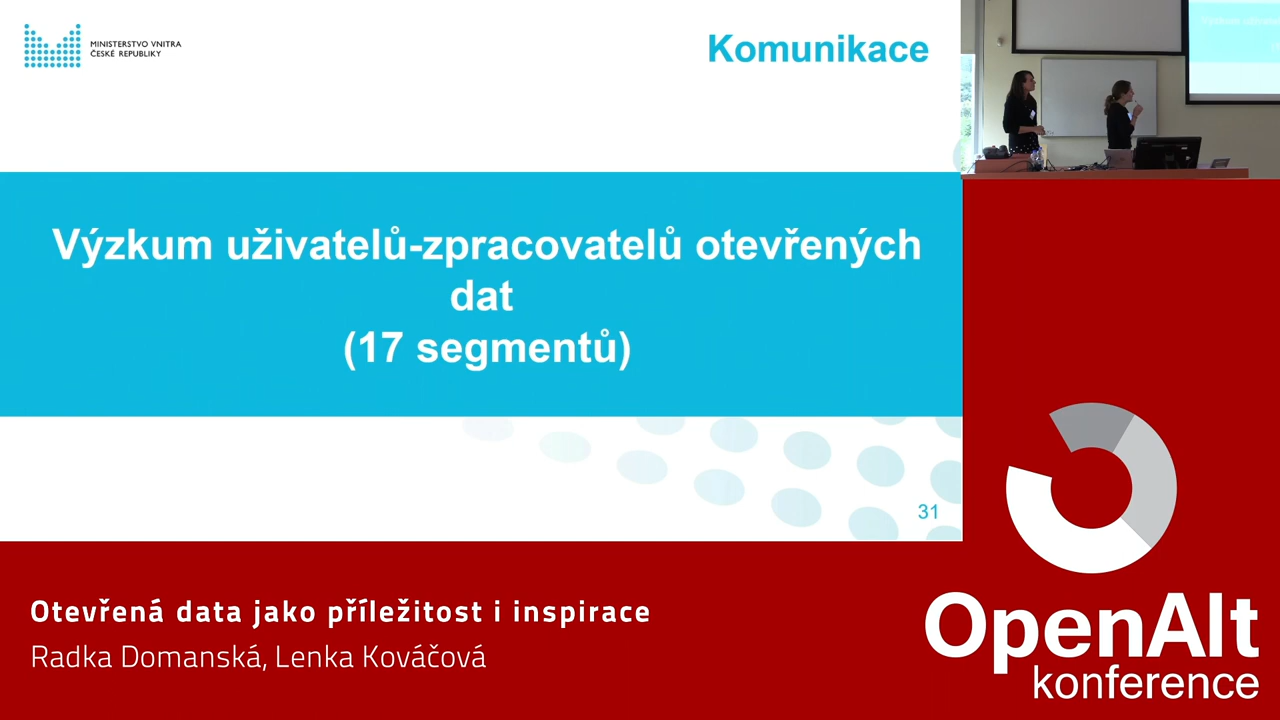 MINISTERSTVO VNITRA
ČESKÉ REPUBLIKY
Komunikace
Výzkum uživatelů-zpracovatelů otevřených
dat
(17 segmentů)
31
Otevřená data jako příležitost i inspirace
Radka Domanská, Lenka Kováčová
OpenAlt
konference